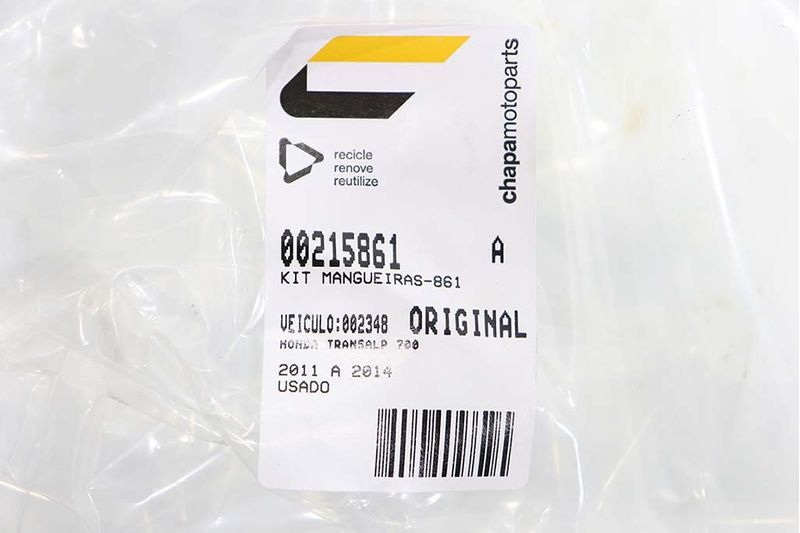 chapamotoparts
recicle
renove
reutilize
00215861 A
KIT MANGUEIRAS-861
VEICULO:002348 ORIGINAL
HONDA TRANSALP 700
2011 A 2014
USADO